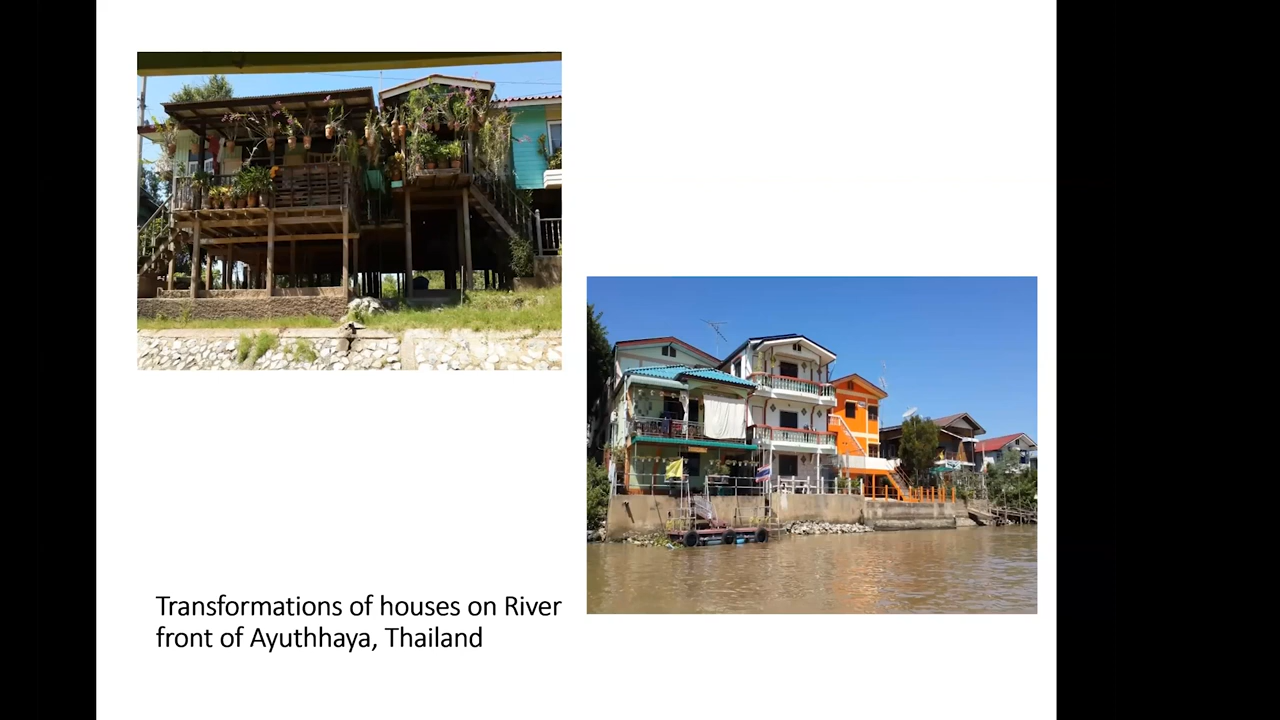 Transformations of houses on River
front of Ayuthhaya, Thailand